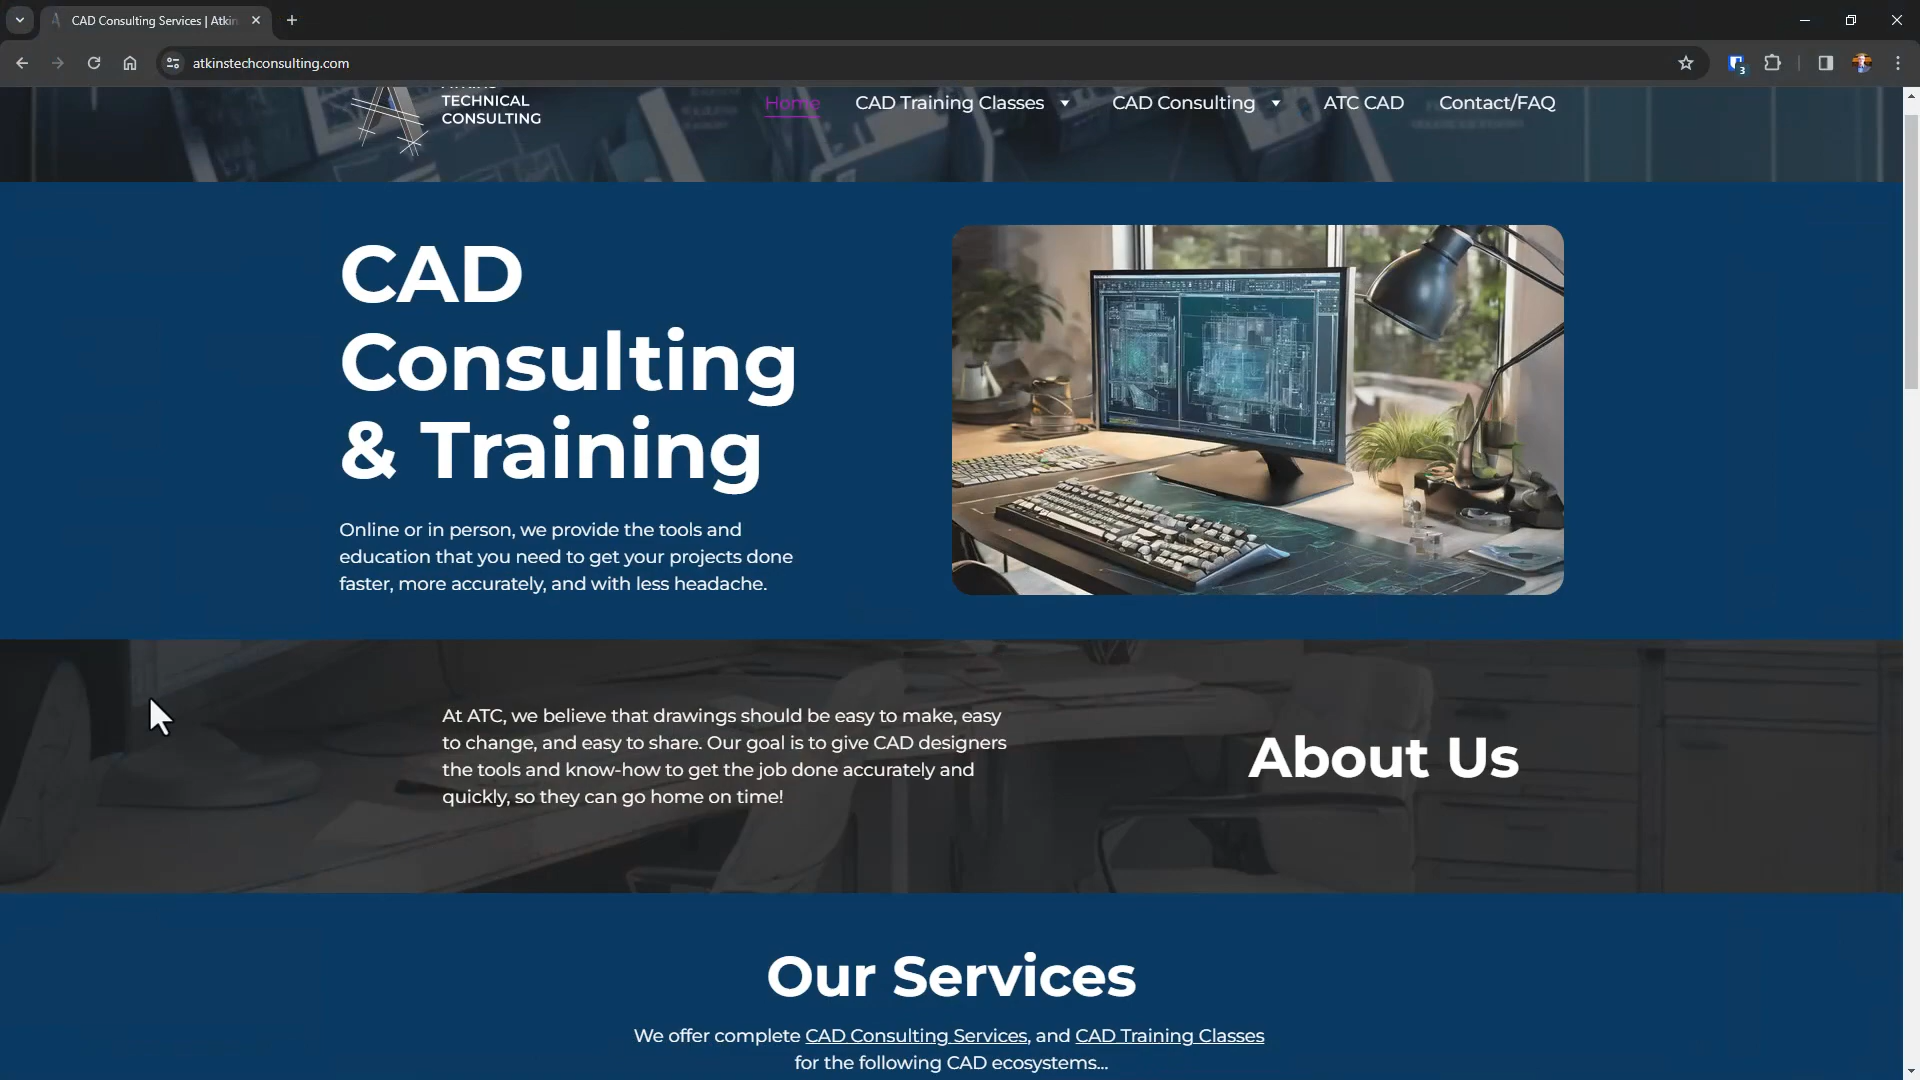 CAD Consulting Services | Atkin
atkinstechconsulting.com
3
TECHNICAL
CONSULTING
Home
CAD Training Classes
CAD Consulting
ATC CAD
Contact/FAQ
CAD
Consulting
& Training
Online or in person, we provide the tools and
education that you need to get your projects done
faster, more accurately, and with less headache.
At ATC, we believe that drawings should be easy to make, easy
to change, and easy to share. Our goal is to give CAD designers
the tools and know-how to get the job done accurately and
quickly, so they can go home on time!
About Us
Our Services
We offer complete CAD Consulting Services, and CAD Training Classes
for the following CAD ecosystems...